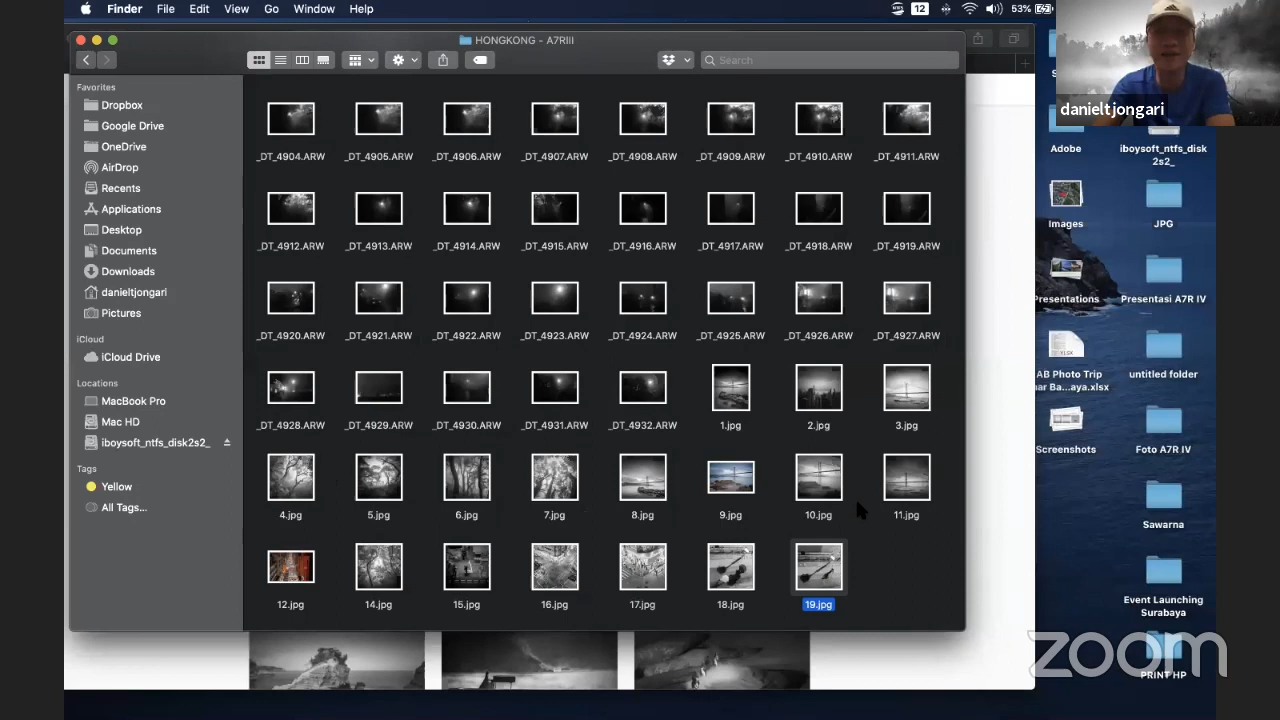 Finder File Edit View Go Window Help
12
53%
HONGKONG - A7RIII
Search
danieltjongari
Favorites
Dropbox
Google Drive
OneDrive
AirDrop
Recents
Applications
Desktop
Documents
Downloads
danieltjongari
Pictures
iCloud
iCloud Drive
Locations
MacBook Pro
Mac HD
iboysoft_ntfs_disk2s2_
Tags
Yellow
All Tags...
_DT_4904.ARW _DT_4905.ARW _DT_4906.ARW _DT_4907.ARW _DT_4908.ARW _DT_4909.ARW _DT_4910.ARW _DT_4911.ARW
_DT_4912.ARW _DT_4913.ARW _DT_4914.ARW _DT_4915.ARW _DT_4916.ARW _DT_4917.ARW _DT_4918.ARW _DT_4919.ARW
_DT_4920.ARW _DT_4921.ARW _DT_4922.ARW _DT_4923.ARW _DT_4924.ARW _DT_4925.ARW _DT_4926.ARW _DT_4927.ARW
_DT_4928.ARW _DT_4929.ARW _DT_4930.ARW _DT_4931.ARW _DT_4932.ARW 1.jpg 2.jpg 3.jpg
4.jpg 5.jpg 6.jpg 7.jpg 8.jpg 9.jpg 10.jpg 11.jpg
12.jpg 14.jpg 15.jpg 16.jpg 17.jpg 18.jpg 19.jpg
Adobe
iboysoft_ntfs_disk
2s2_
Images
JPG
Presentations
Presentasi A7R IV
XLSX
AB Photo Trip
ar Ba...aya.xlsx
untitled folder
Screenshots
Foto A7R IV
Sawarna
Event Launching
Surabaya
PRINT HP
zoom